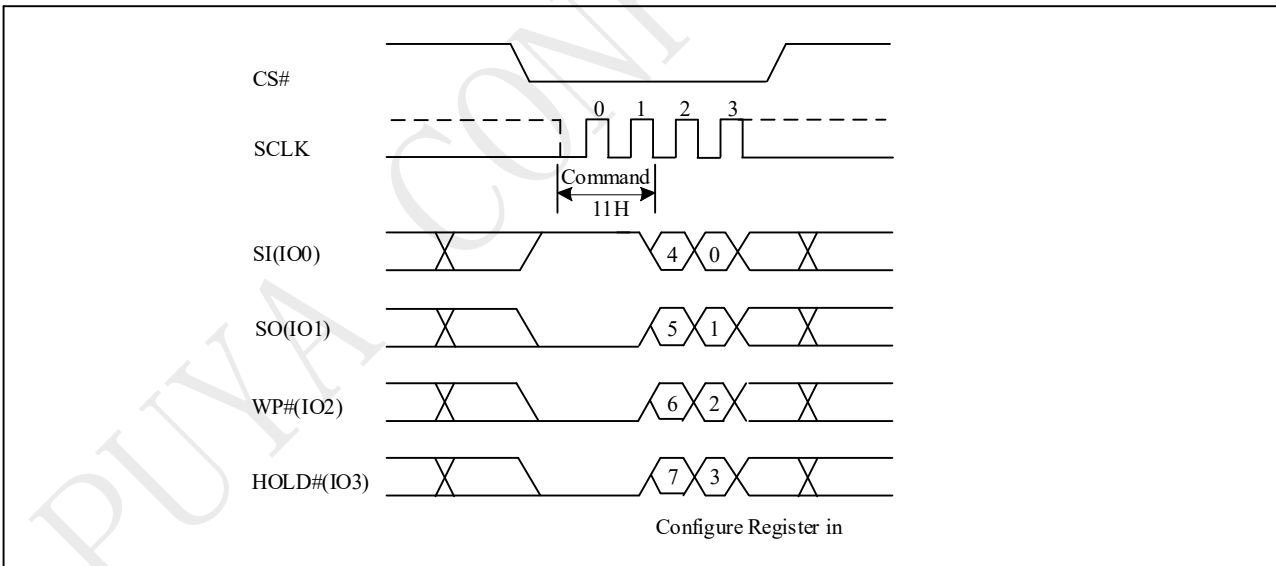 CS#
0 1 2 3
SCLK
Command
11H
SI(IO0) 4 0
SO(IO1) 5 1
WP#(IO2) 6 2
HOLD#(IO3) 7 3
Configure Register in
PUYA CONF